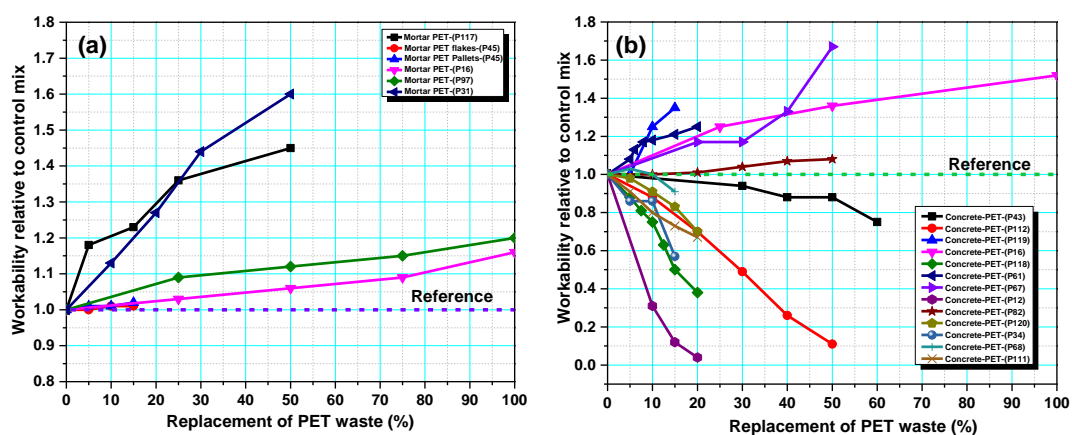 (a)
Mortar PET-(P117)
Mortar PET flakes-(P45)
Mortar PET Pallets-(P45)
Mortar PET-(P16)
Mortar PET-(P97)
Mortar PET-(P31)
Workability relative to control mix
1.8
1.7
1.6
1.5
1.4
1.3
1.2
1.1
1.0
0.9
0.8
Reference
0 10 20 30 40 50 60 70 80 90 100
Replacement of PET waste (%)
(b)
Workability relative to control mix
1.8
1.6
1.4
1.2
1.0
0.8
0.6
0.4
0.2
0.0
Reference
Concrete-PET-(P43)
Concrete-PET-(P112)
Concrete-PET-(P119)
Concrete-PET-(P16)
Concrete-PET-(P118)
Concrete-PET-(P61)
Concrete-PET-(P67)
Concrete-PET-(P12)
Concrete-PET-(P82)
Concrete-PET-(P120)
Concrete-PET-(P34)
Concrete-PET-(P68)
Concrete-PET-(P111)
0 10 20 30 40 50 60 70 80 90 100
Replacement of PET waste (%)